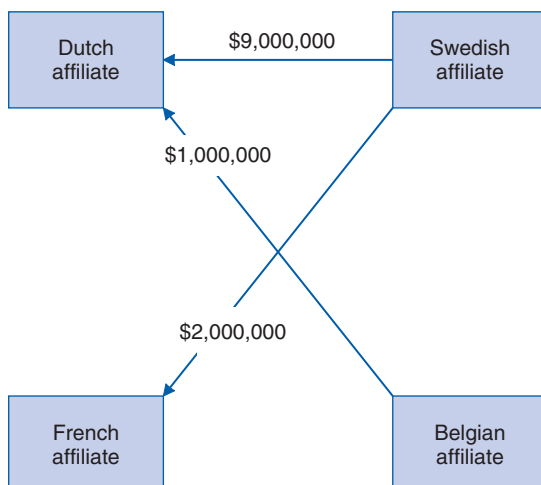 Dutch
affiliate
$9,000,000
Swedish
affiliate
$1,000,000
$2,000,000
French
affiliate
Belgian
affiliate